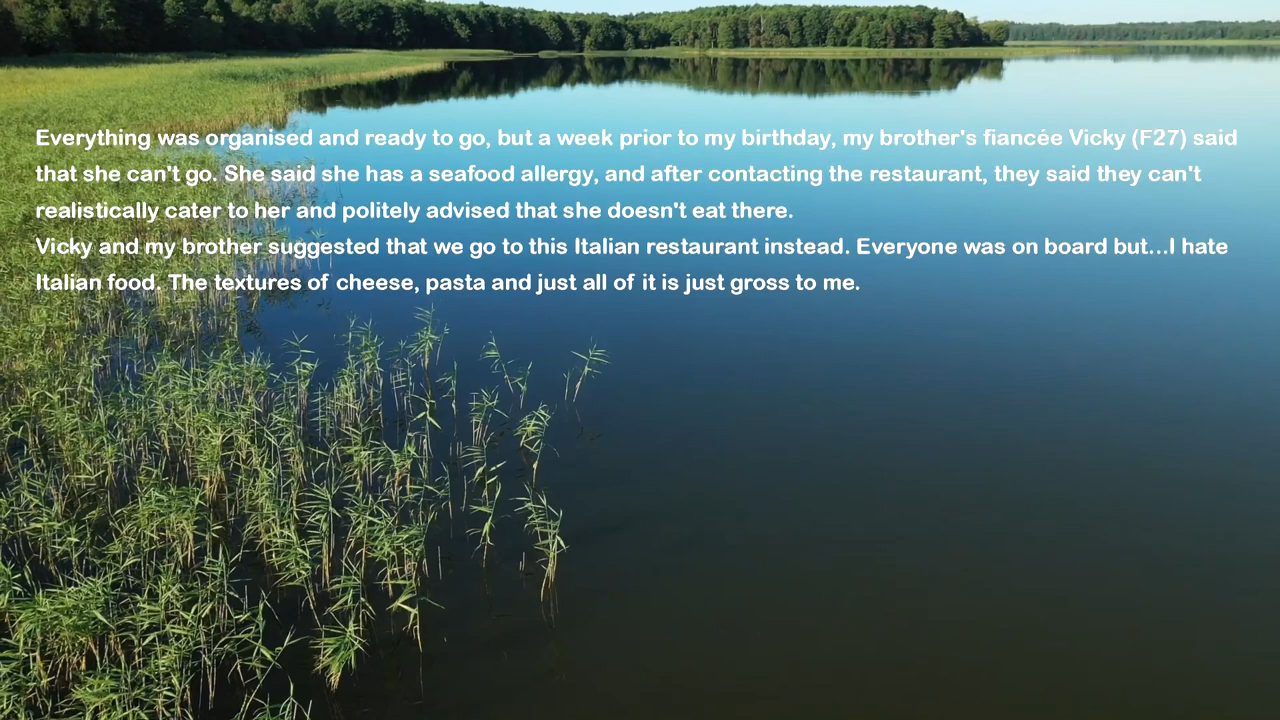 Everything was organised and ready to go, but a week prior to my birthday, my brother's fiancée Vicky (F27) said
that she can't go. She said she has a seafood allergy, and after contacting the restaurant, they said they can't
realistically cater to her and politely advised that she doesn't eat there.
Vicky and my brother suggested that we go to this Italian restaurant instead. Everyone was on board but...I hate
Italian food. The textures of cheese, pasta and just all of it is just gross to me.